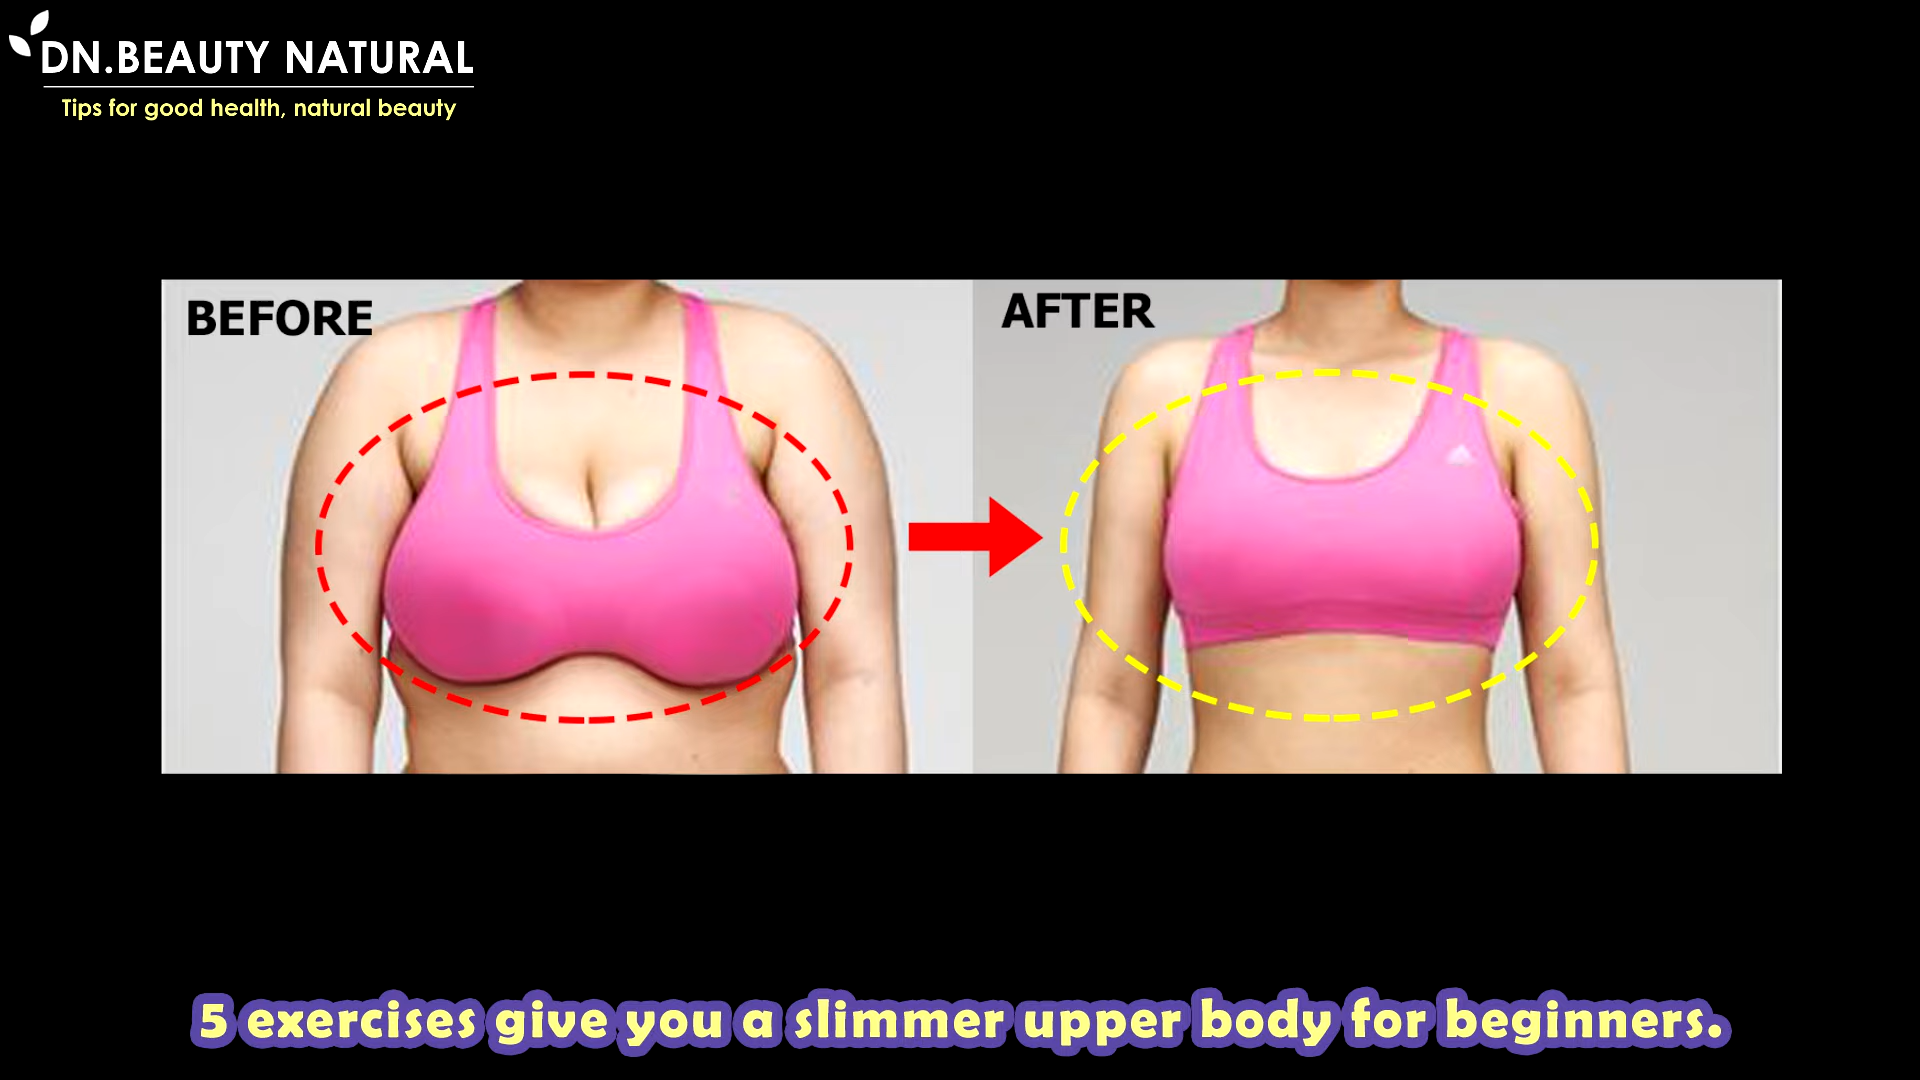 DN.BEAUTY NATURAL
Tips for good health, natural beauty
BEFORE
AFTER
5 exercises give you a slimmer upper body for beginners.